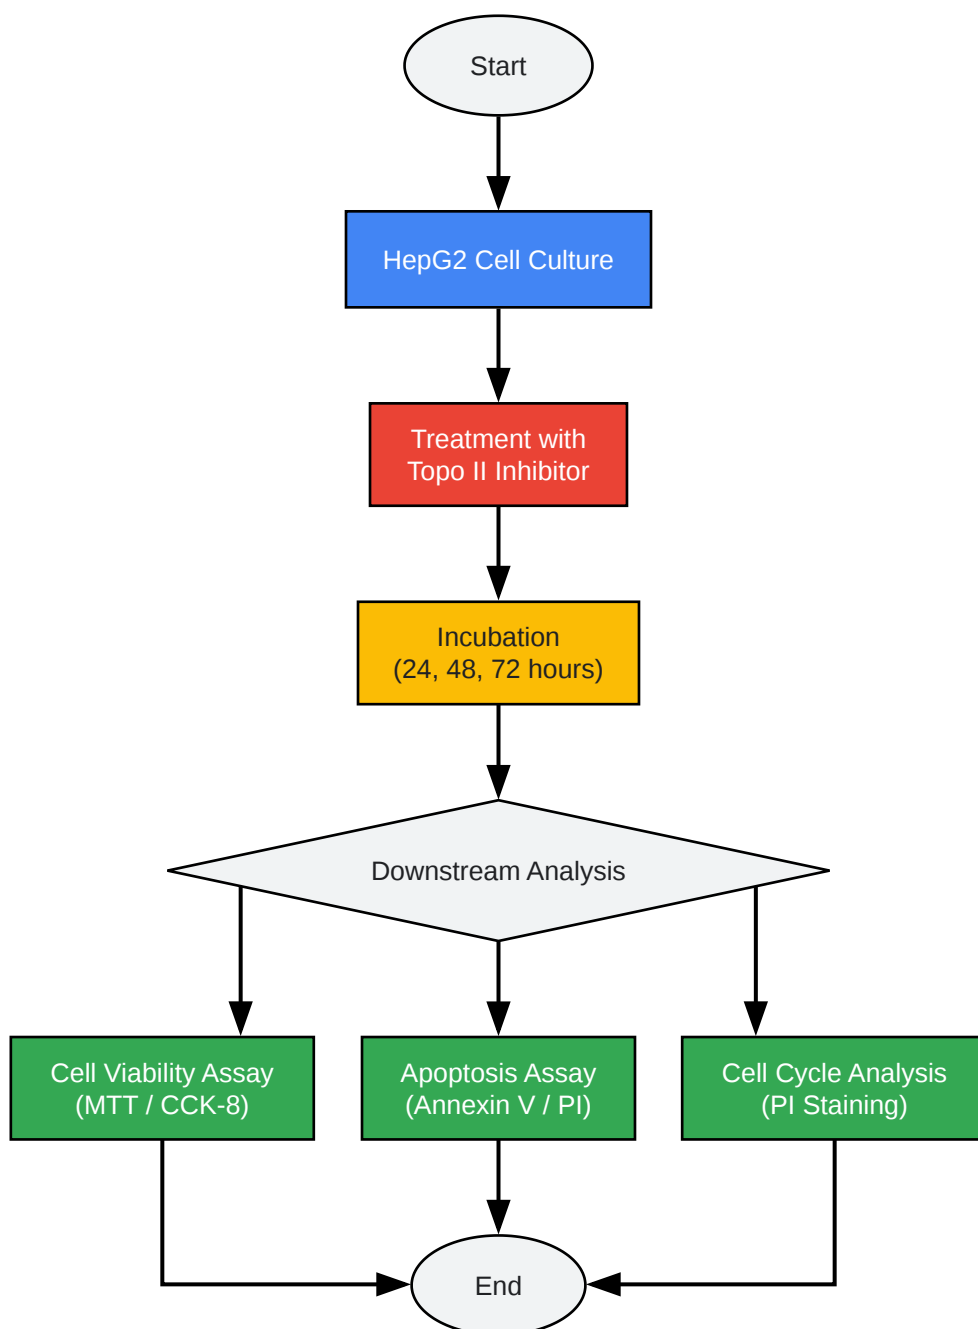 Start
HepG2 Cell Culture
Treatment with
Topo II Inhibitor
Incubation
(24, 48, 72 hours)
Downstream Analysis
Cell Viability Assay
(MTT / CCK-8)
Apoptosis Assay
(Annexin V / PI)
Cell Cycle Analysis
(PI Staining)
End